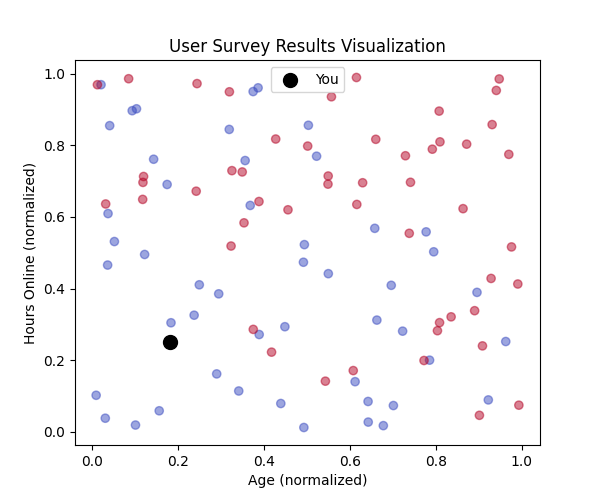 User Survey Results Visualization
You
Hours Online (normalized)
1.0
0.8
0.6
0.4
0.2
0.0
0.0 0.2 0.4 0.6 0.8 1.0
Age (normalized)